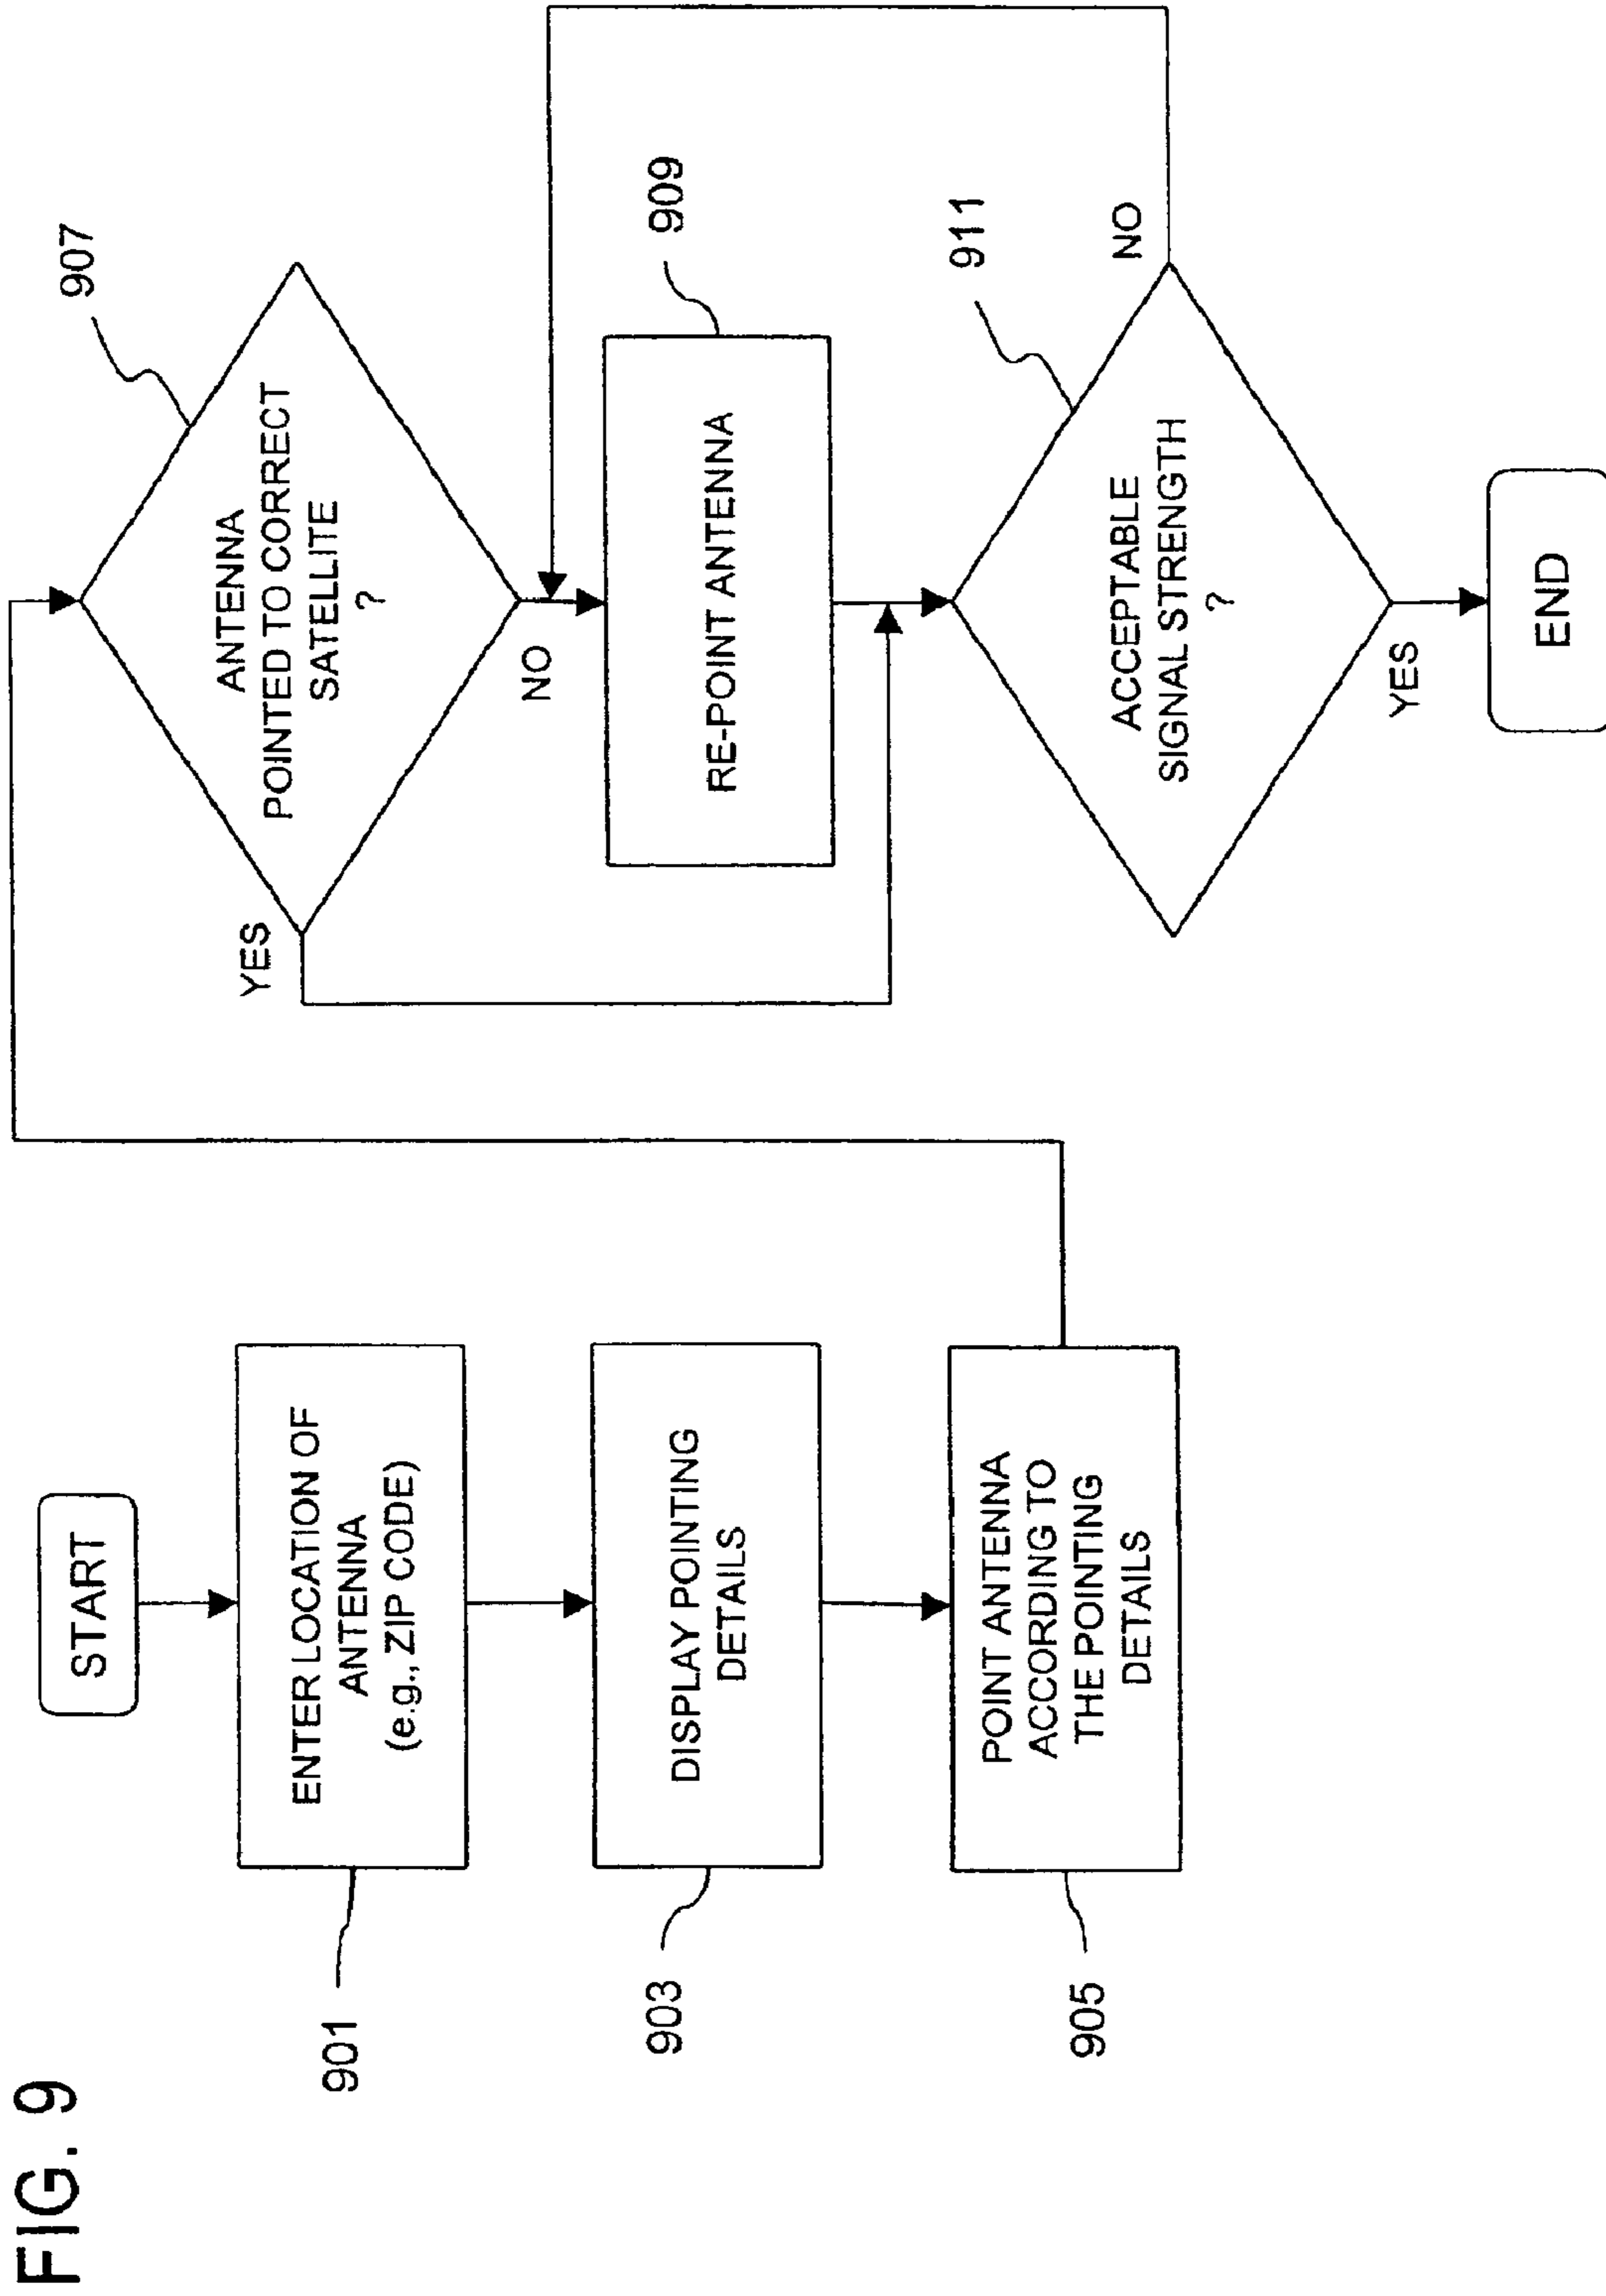 FIG. 9
START
ENTER LOCATION OF
ANTENNA
(e.g., ZIP CODE)
901
DISPLAY POINTING
DETAILS
903
POINT ANTENNA
ACCORDING TO
THE POINTING
DETAILS
905
ANTENNA
POINTED TO CORRECT
SATELLITE
?
907
YES
NO
RE-POINT ANTENNA
909
ACCEPTABLE
SIGNAL STRENGTH
?
911
NO
YES
END